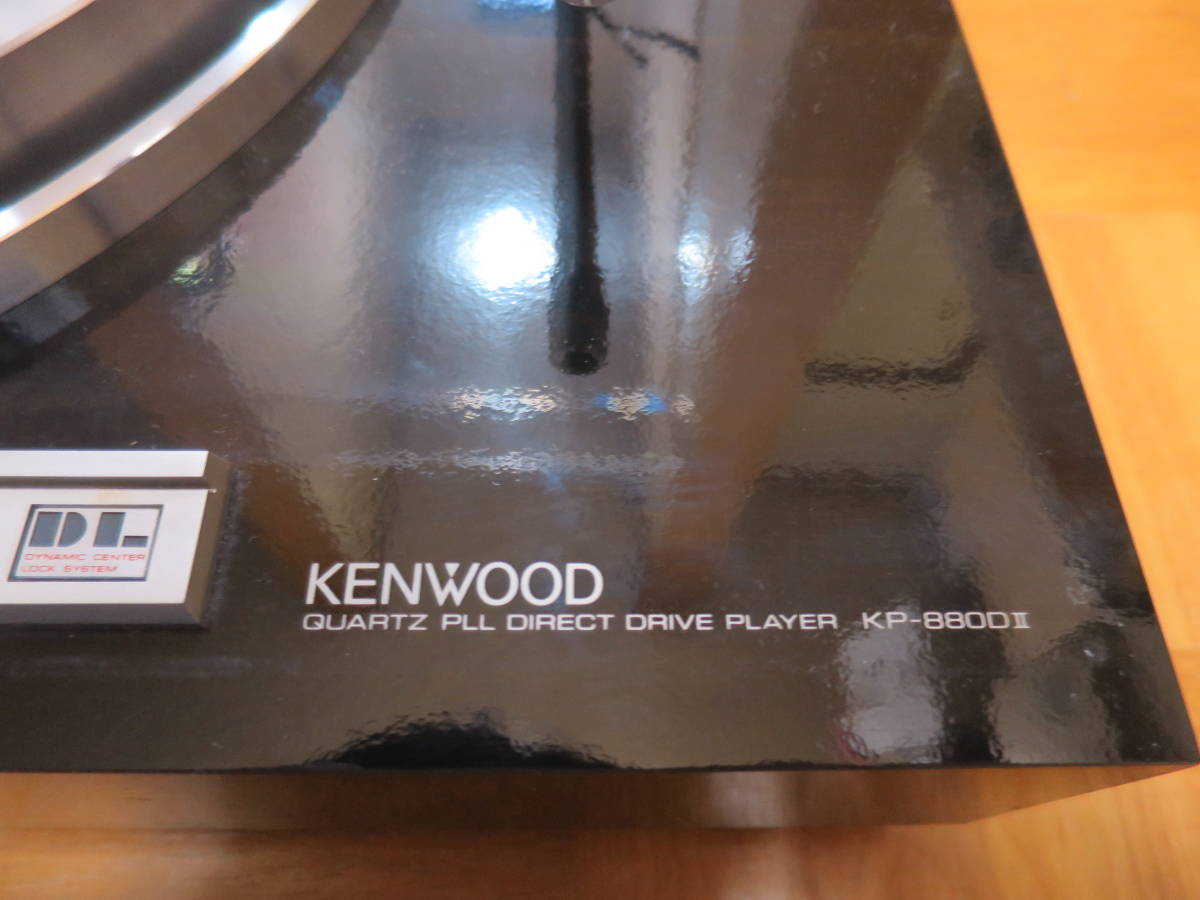 DL
DYNAMIC CENTER
LOCK SYSTEM
KENWOOD
QUARTZ PLL DIRECT DRIVE PLAYER KP-880DⅡ